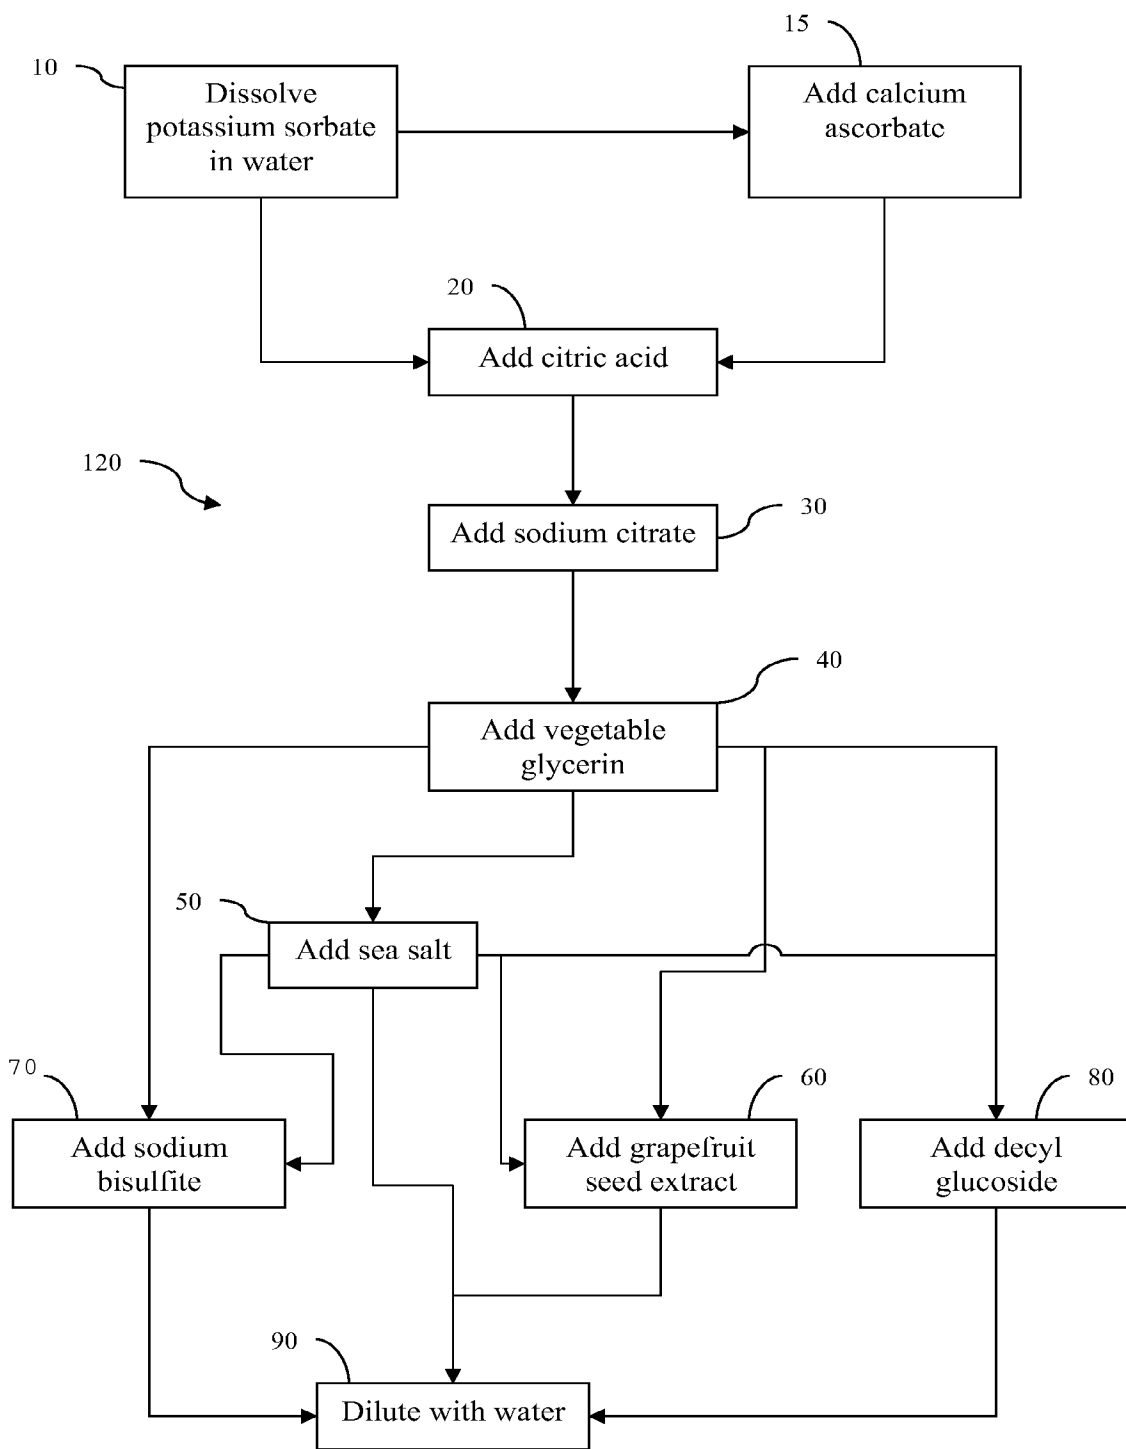 15
10
Dissolve
potassium sorbate
in water
Add calcium
ascorbate
20
Add citric acid
120
30
Add sodium citrate
40
Add vegetable
glycerin
50
Add sea salt
70
60
80
Add sodium
bisulfite
Add grapefruit
seed extract
Add decyl
glucoside
90
Dilute with water